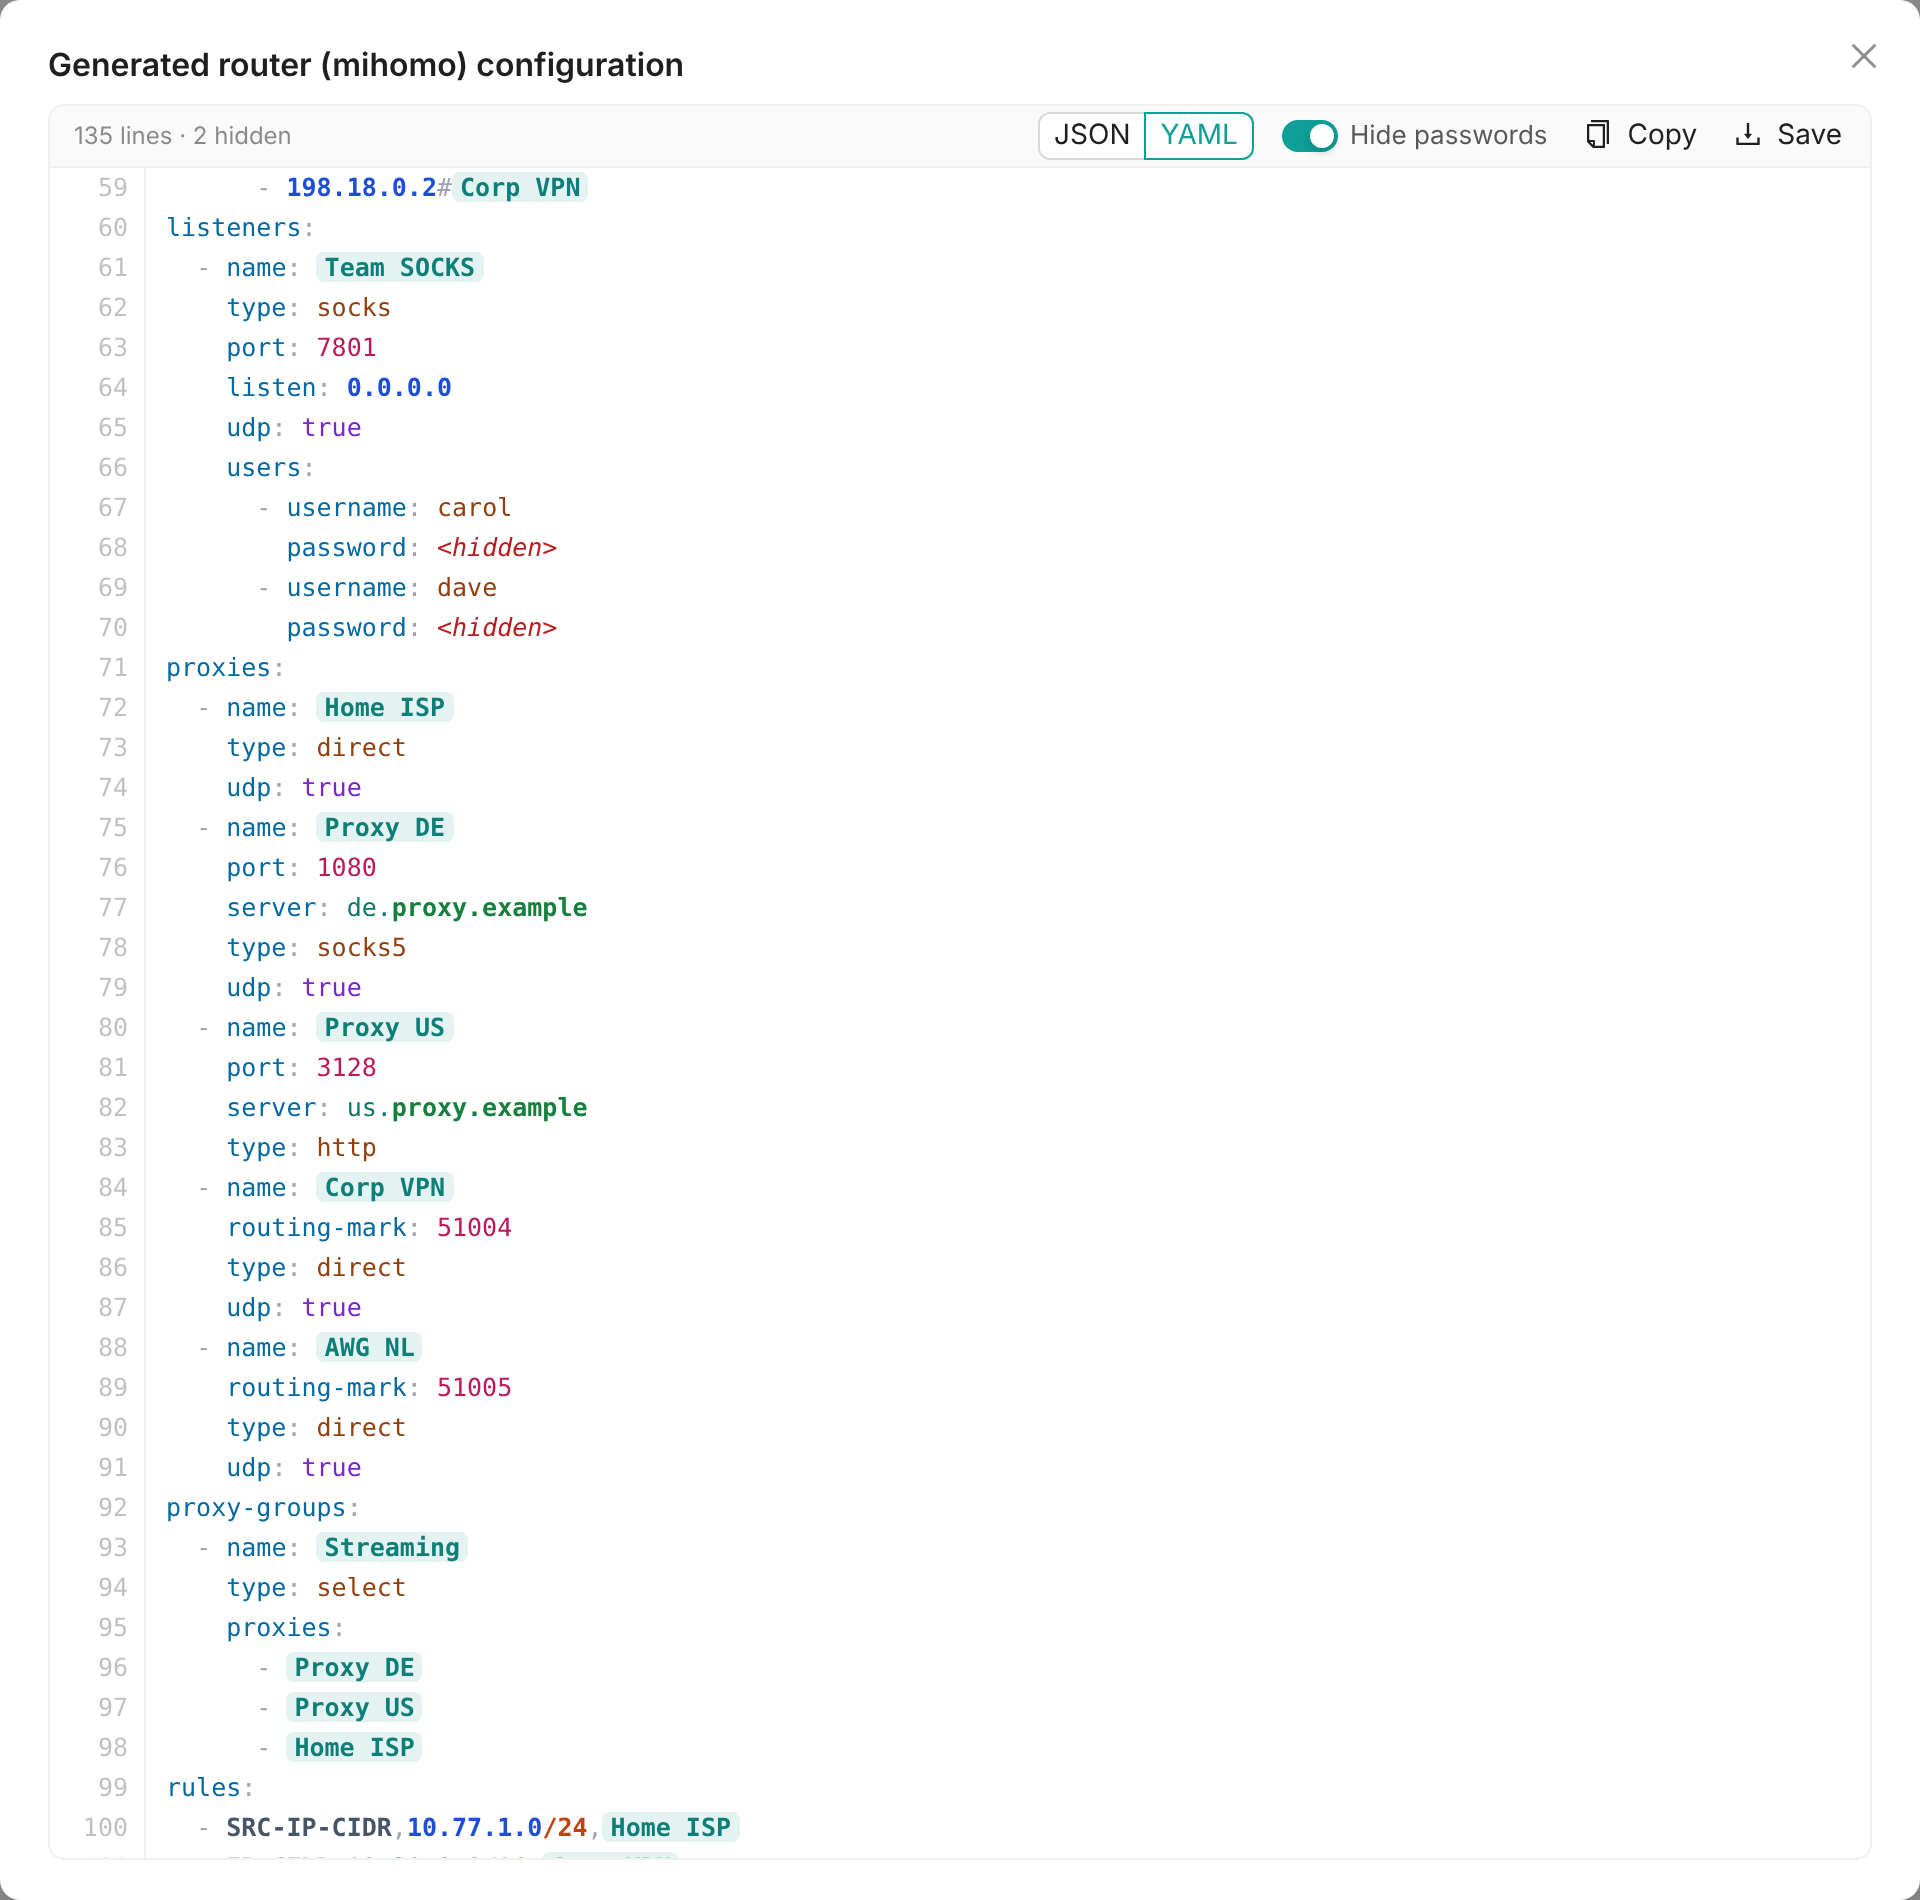 Generated router (mihomo) configuration
135 lines · 2 hidden JSON YAML Hide passwords Copy Save
59 - 198.18.0.2#Corp VPN
60 listeners:
61 - name: Team SOCKS
62 type: socks
63 port: 7801
64 listen: 0.0.0.0
65 udp: true
66 users:
67 - username: carol
68 password: <hidden>
69 - username: dave
70 password: <hidden>
71 proxies:
72 - name: Home ISP
73 type: direct
74 udp: true
75 - name: Proxy DE
76 port: 1080
77 server: de.proxy.example
78 type: socks5
79 udp: true
80 - name: Proxy US
81 port: 3128
82 server: us.proxy.example
83 type: http
84 - name: Corp VPN
85 routing-mark: 51004
86 type: direct
87 udp: true
88 - name: AWG NL
89 routing-mark: 51005
90 type: direct
91 udp: true
92 proxy-groups:
93 - name: Streaming
94 type: select
95 proxies:
96 - Proxy DE
97 - Proxy US
98 - Home ISP
99 rules:
100 - SRC-IP-CIDR,10.77.1.0/24,Home ISP